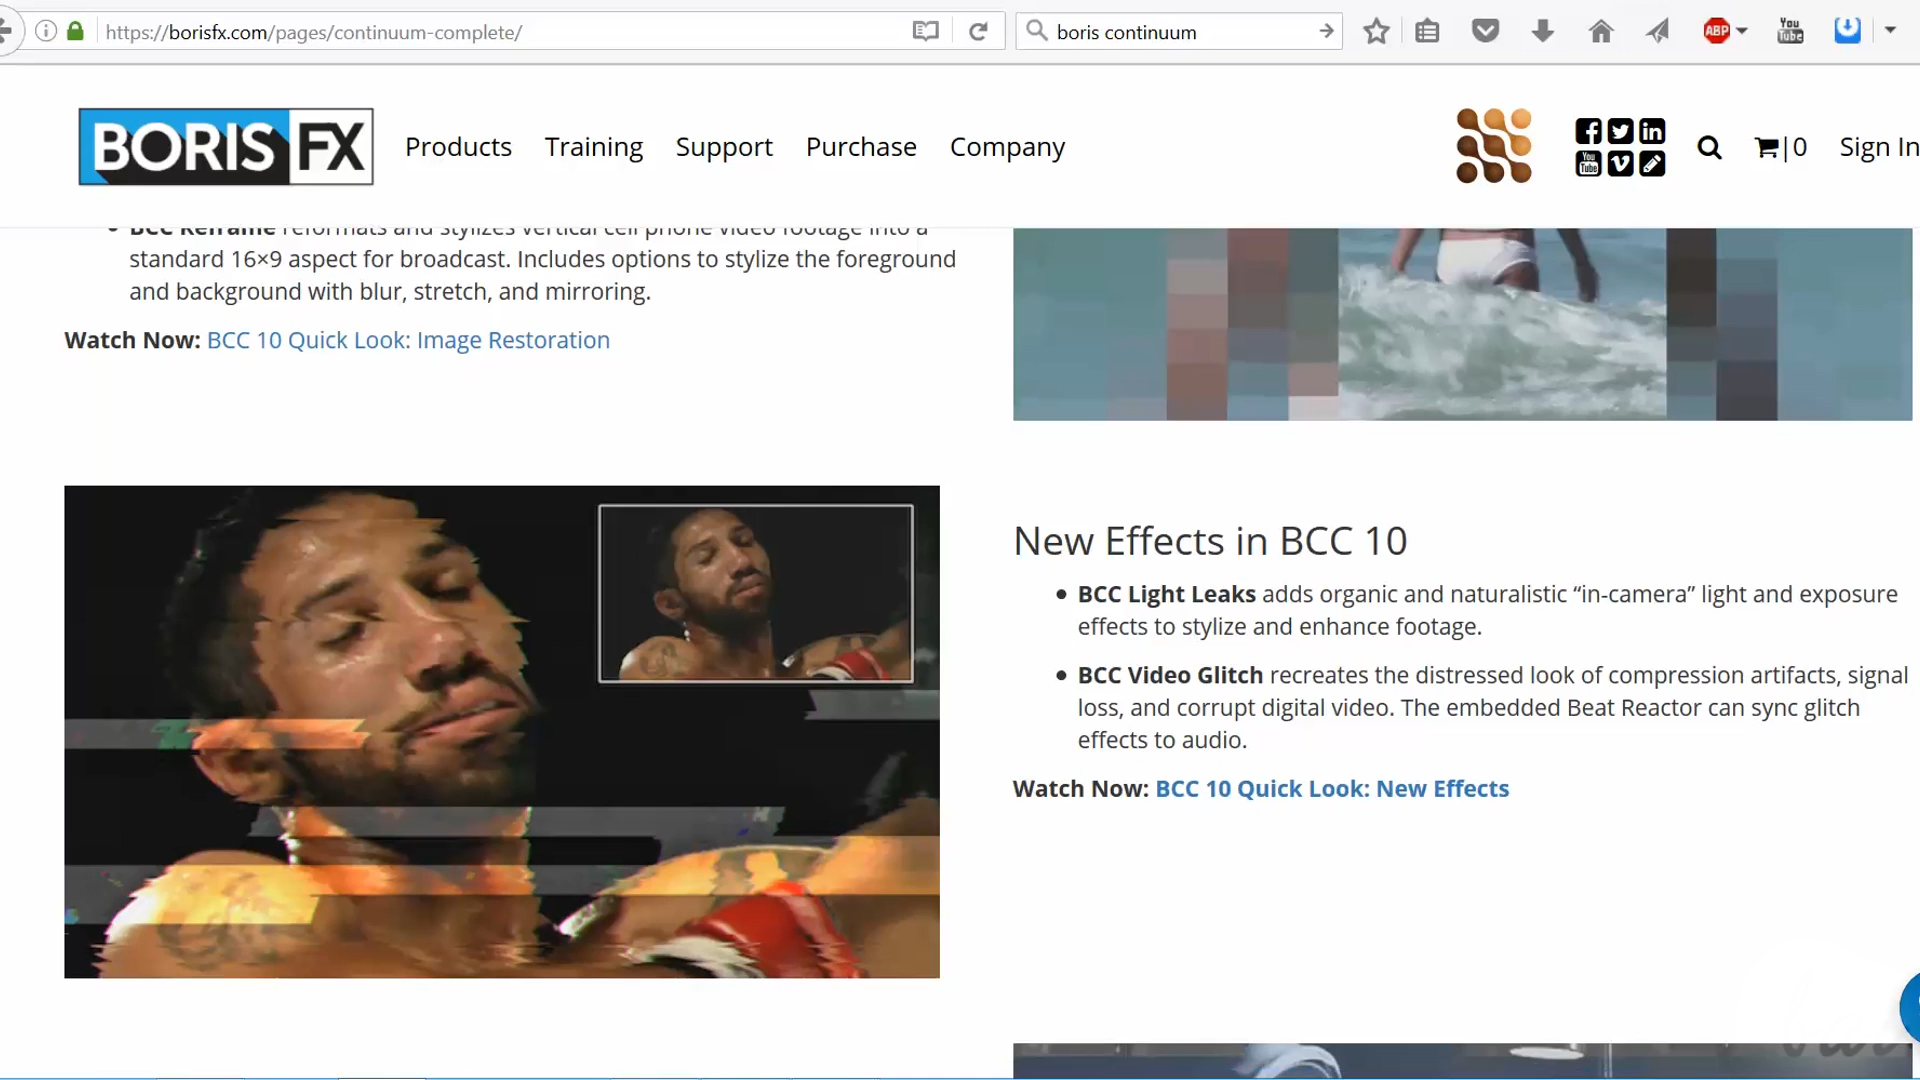 https://borisfx.com/pages/continuum-complete/
boris continuum
ABP
You
Tube
BORIS FX
Products
Training
Support
Purchase
Company
You
Tube
|0
Sign In
BCC Reframe reformats and stylizes vertical cell phone video footage into a
standard 16×9 aspect for broadcast. Includes options to stylize the foreground
and background with blur, stretch, and mirroring.
Watch Now: BCC 10 Quick Look: Image Restoration
New Effects in BCC 10
BCC Light Leaks adds organic and naturalistic “in-camera” light and exposure
effects to stylize and enhance footage.
BCC Video Glitch recreates the distressed look of compression artifacts, signal
loss, and corrupt digital video. The embedded Beat Reactor can sync glitch
effects to audio.
Watch Now: BCC 10 Quick Look: New Effects